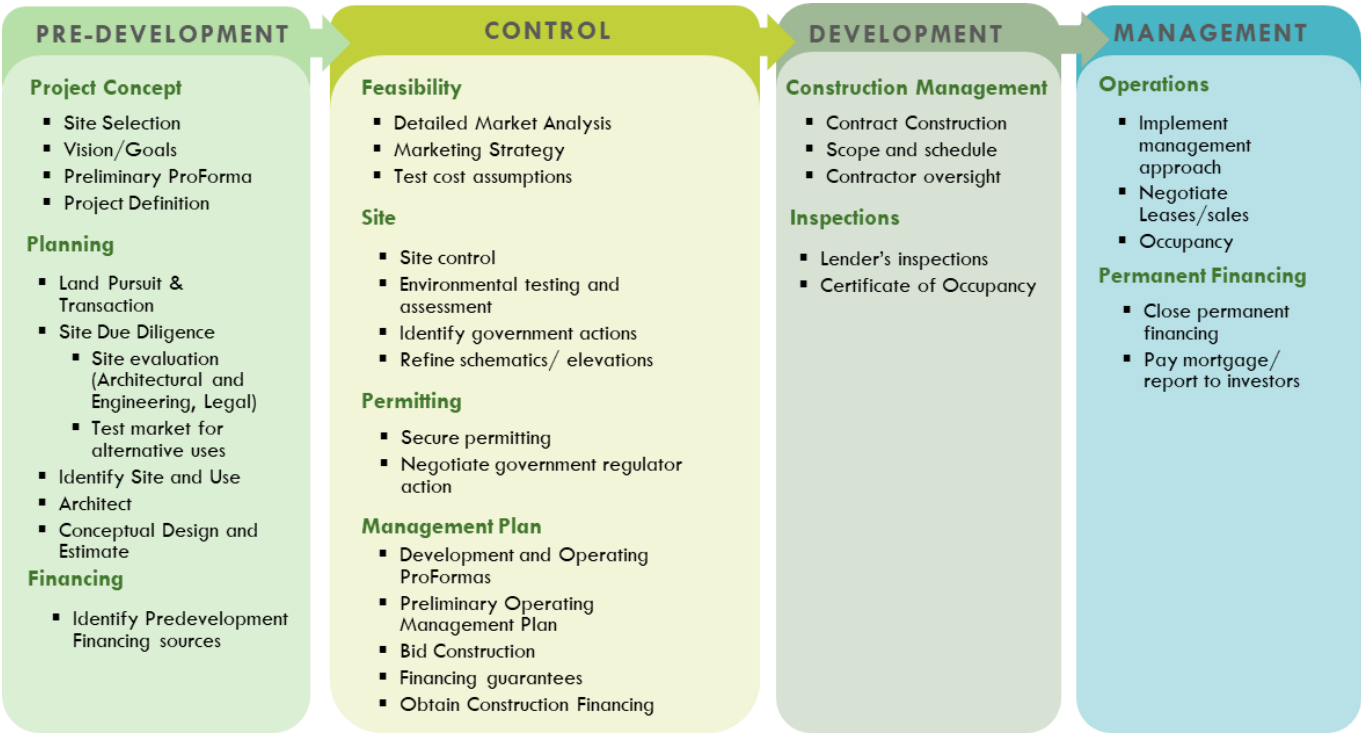 PRE-DEVELOPMENT
Project Concept
▪ Site Selection
▪ Vision/Goals
▪ Preliminary ProForma
▪ Project Definition
Planning
▪ Land Pursuit &
Transaction
▪ Site Due Diligence
▪ Site evaluation
(Architectural and
Engineering, Legal)
▪ Test market for
alternative uses
▪ Identify Site and Use
▪ Architect
▪ Conceptual Design and
Estimate
Financing
▪ Identify Predevelopment
Financing sources
CONTROL
Feasibility
▪ Detailed Market Analysis
▪ Marketing Strategy
▪ Test cost assumptions
Site
▪ Site control
▪ Environmental testing and
assessment
▪ Identify government actions
▪ Refine schematics/ elevations
Permitting
▪ Secure permitting
▪ Negotiate government regulator
action
Management Plan
▪ Development and Operating
ProFormas
▪ Preliminary Operating
Management Plan
▪ Bid Construction
▪ Financing guarantees
▪ Obtain Construction Financing
DEVELOPMENT
Construction Management
▪ Contract Construction
▪ Scope and schedule
▪ Contractor oversight
Inspections
▪ Lender's inspections
▪ Certificate of Occupancy
MANAGEMENT
Operations
▪ Implement
management
approach
▪ Negotiate
Leases/sales
▪ Occupancy
Permanent Financing
▪ Close permanent
financing
▪ Pay mortgage/
report to investors